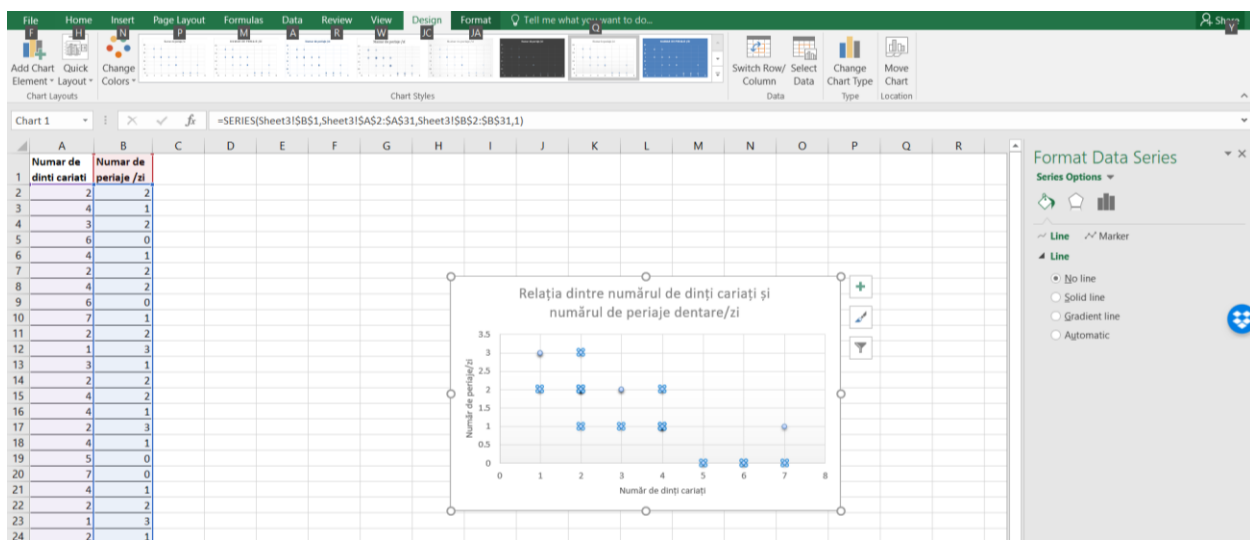 File Home Insert Page Layout Formulas Data Review View Design Format Tell me what you want to do... Share
F H N P M A R W JC JA Q Y
Add Chart Quick Change Switch Row/ Select Change Move
Element Layout Colors Column Data Chart Type Chart
Chart Layouts Chart Styles Data Type Location
Chart 1 fx =SERIES(Sheet3!$B$1,Sheet3!$A$2:$A$31,Sheet3!$B$2:$B$31,1)
A B C D E F G H I J K L M N O P Q R
Numar de Numar de
1 dinti cariati periaje /zi
2 2 2
3 4 1
4 3 2
5 6 0
6 4 1
7 2 2
8 4 2
9 6 0
10 7 1
11 2 2
12 1 3
13 3 1
14 2 2
15 4 2
16 4 1
17 2 3
18 4 1
19 5 0
20 7 0
21 4 1
22 2 2
23 1 3
24 2 1
Relația dintre numărul de dinți cariați și
numărul de periaje dentare/zi
3.5
3
2.5
2
1.5
1
0.5
0
0 1 2 3 4 5 6 7 8
Număr de periaje/zi
Număr de dinți cariați
Format Data Series
Series Options
Line Marker
Line
No line
Solid line
Gradient line
Automatic